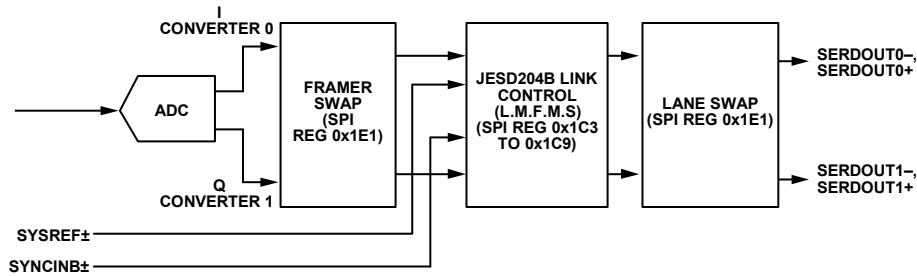 I
CONVERTER 0
ADC
Q
CONVERTER 1
SYSREF±
SYNCINB±
FRAMER
SWAP
(SPI
REG 0x1E1)
JESD204B LINK
CONTROL
(L.M.F.M.S)
(SPI REG 0x1C3
TO 0x1C9)
LANE SWAP
(SPI REG 0x1E1)
SERDOUT0–,
SERDOUT0+
SERDOUT1–,
SERDOUT1+